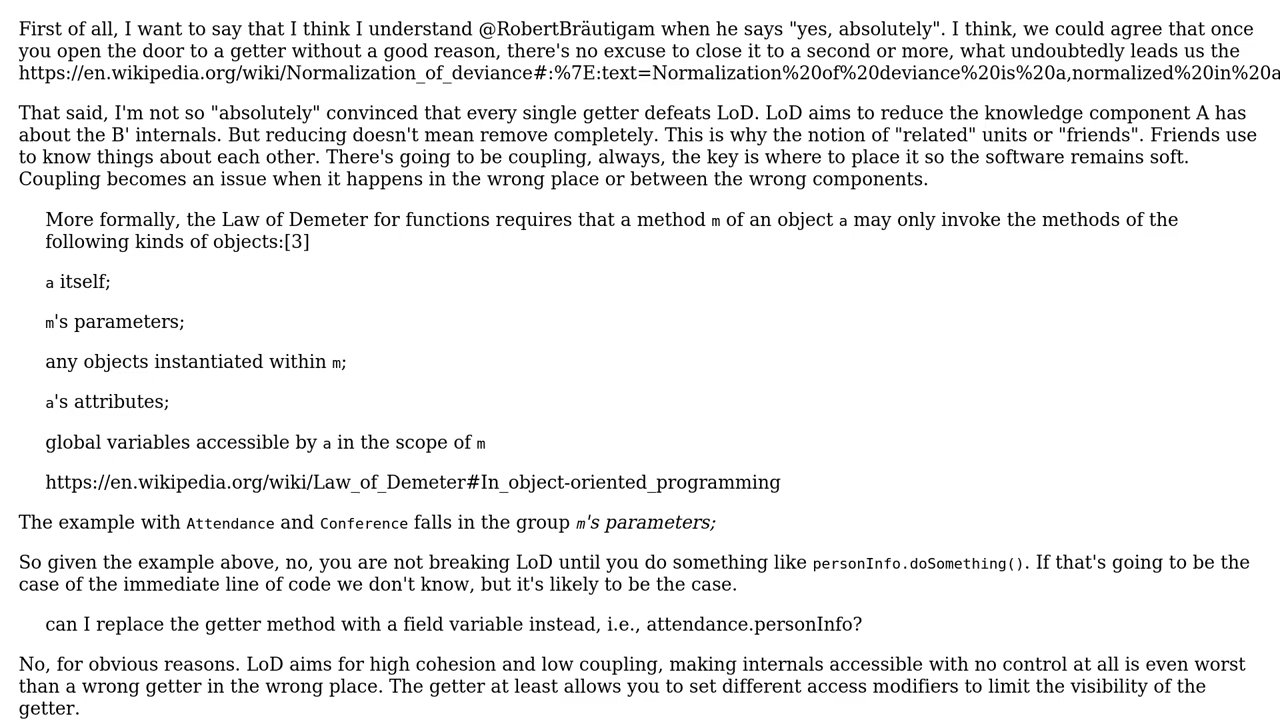 First of all, I want to say that I think I understand @RobertBräutigam when he says "yes, absolutely". I think, we could agree that once
you open the door to a getter without a good reason, there's no excuse to close it to a second or more, what undoubtedly leads us the
https://en.wikipedia.org/wiki/Normalization_of_deviance#:%7E:text=Normalization%20of%20deviance%20is%20a,normalized%20in%20a
That said, I'm not so "absolutely" convinced that every single getter defeats LoD. LoD aims to reduce the knowledge component A has
about the B' internals. But reducing doesn't mean remove completely. This is why the notion of "related" units or "friends". Friends use
to know things about each other. There's going to be coupling, always, the key is where to place it so the software remains soft.
Coupling becomes an issue when it happens in the wrong place or between the wrong components.
More formally, the Law of Demeter for functions requires that a method m of an object a may only invoke the methods of the
following kinds of objects:[3]
a itself;
m's parameters;
any objects instantiated within m;
a's attributes;
global variables accessible by a in the scope of m
https://en.wikipedia.org/wiki/Law_of_Demeter#In_object-oriented_programming
The example with Attendance and Conference falls in the group m's parameters;
So given the example above, no, you are not breaking LoD until you do something like personInfo.doSomething(). If that's going to be the
case of the immediate line of code we don't know, but it's likely to be the case.
can I replace the getter method with a field variable instead, i.e., attendance.personInfo?
No, for obvious reasons. LoD aims for high cohesion and low coupling, making internals accessible with no control at all is even worst
than a wrong getter in the wrong place. The getter at least allows you to set different access modifiers to limit the visibility of the
getter.